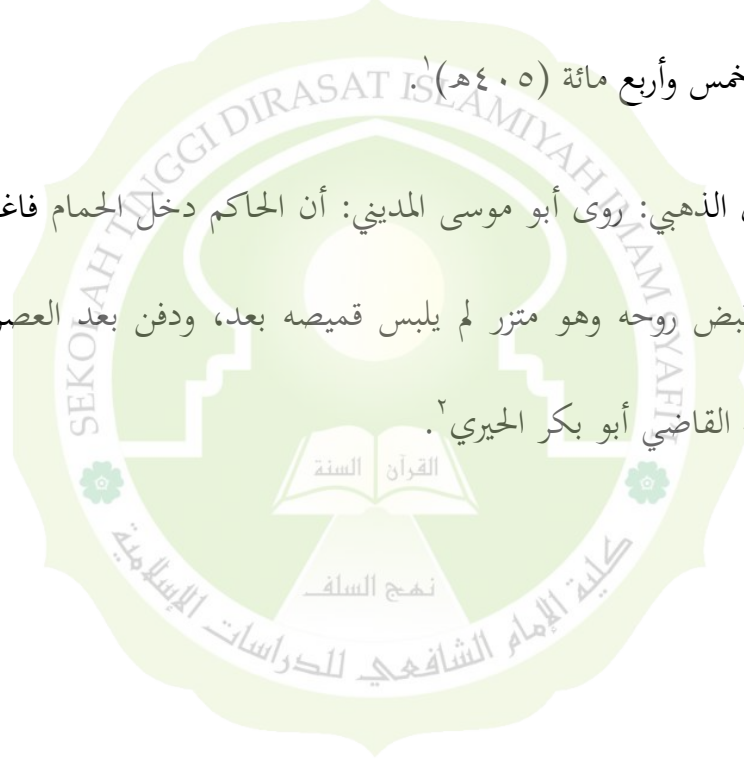 خمس وأربع مائة (٤٠٥هـ)١.
الذهبي: روى أبو موسى المديني: أن الحاكم دخل الحمام فاغ
بض روحه وهو متزر لم يلبس قميصه بعد، ودفن بعد العصر
القاضي أبو بكر الحيري٢.
SEKOLAH TINGGI DIRASAT ISLAMIYAH IMAM SYAFI'I
القرآن السنة
نهج السلف
كلية الإمام الشافعي للدراسات الإسلامية